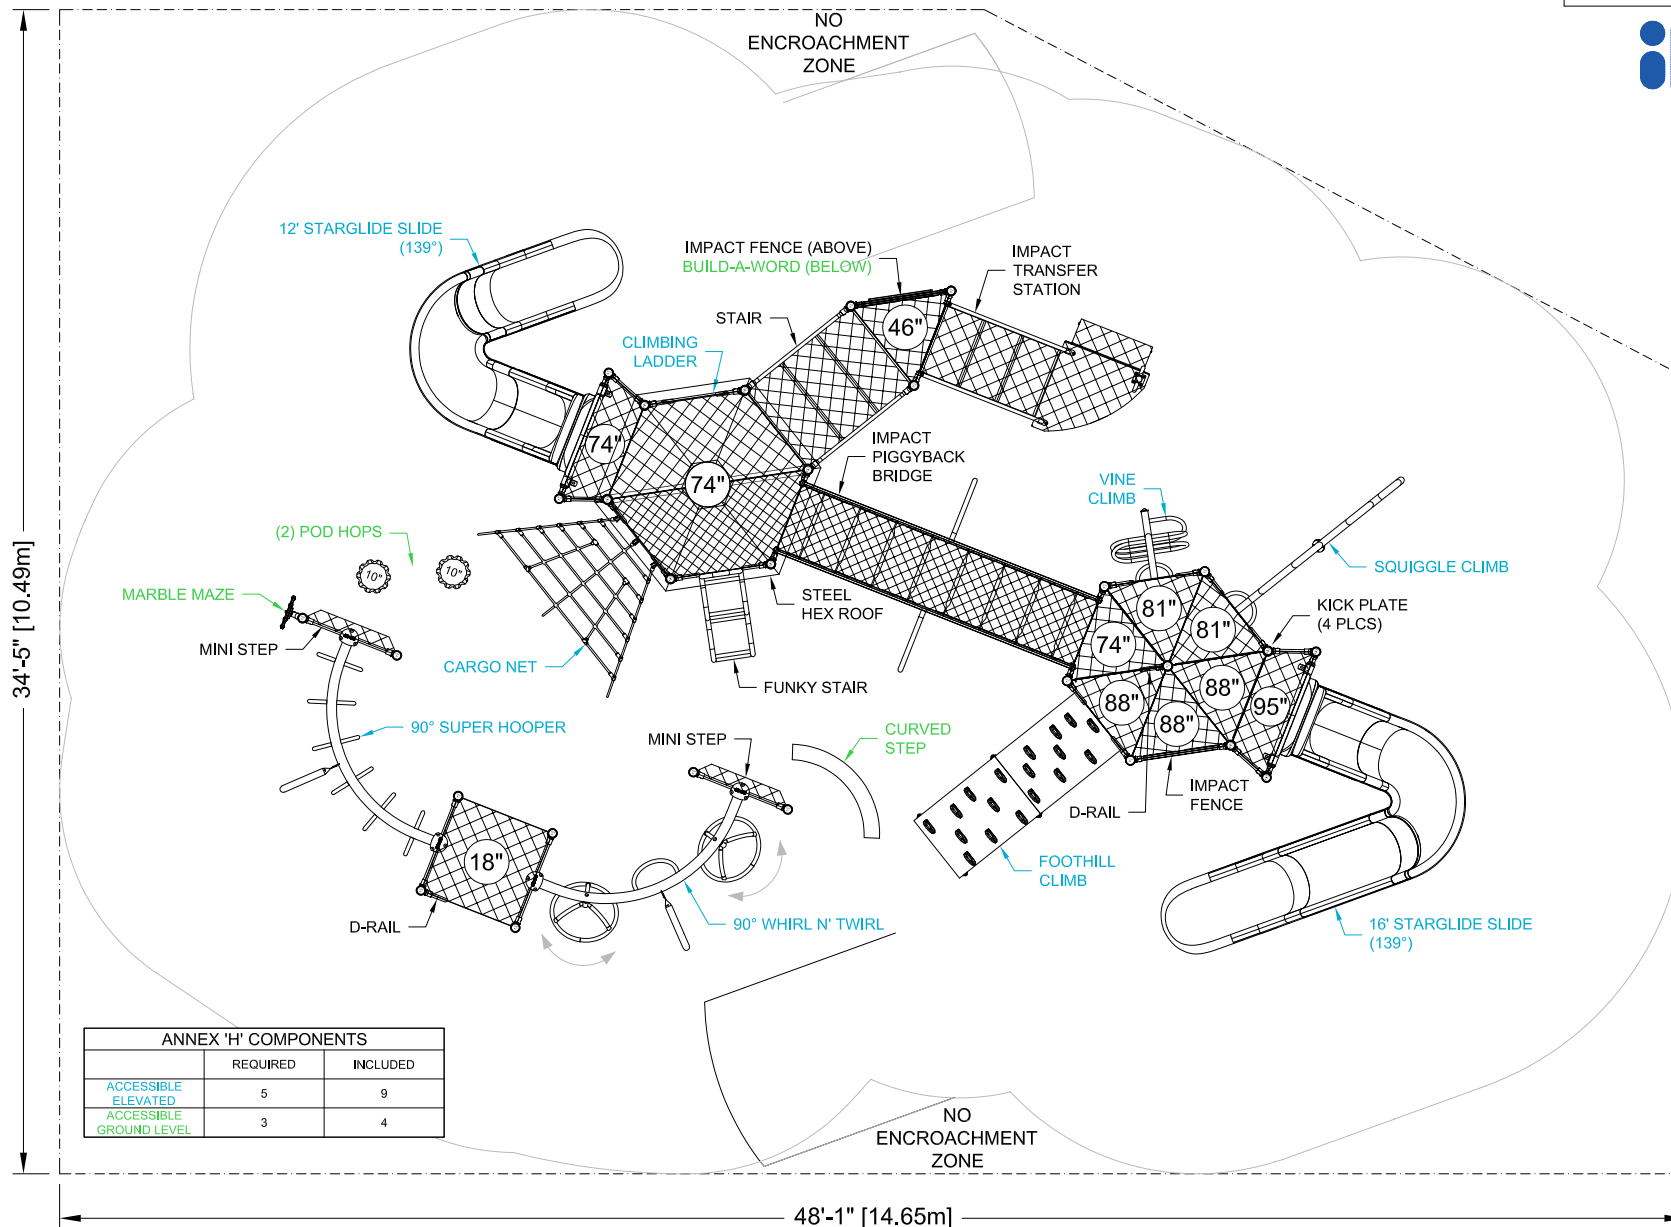 NO
ENCROACHMENT
ZONE
12' STARGLIDE SLIDE
(139°)
IMPACT FENCE (ABOVE)
BUILD-A-WORD (BELOW)
IMPACT
TRANSFER
STATION
STAIR
46"
CLIMBING
LADDER
74"
74"
IMPACT
PIGGYBACK
BRIDGE
VINE
CLIMB
SQUIGGLE CLIMB
(2) POD HOPS
10"
10"
MARBLE MAZE
MINI STEP
STEEL
HEX ROOF
CARGO NET
FUNKY STAIR
KICK PLATE
(4 PLCS)
81"
81"
74"
88"
88"
88"
95"
90° SUPER HOOPER
MINI STEP
CURVED
STEP
IMPACT
FENCE
D-RAIL
18"
FOOTHILL
CLIMB
D-RAIL
90° WHIRL N' TWIRL
16' STARGLIDE SLIDE
(139°)
34'-5" [10.49m]
ANNEX 'H' COMPONENTS
REQUIRED INCLUDED
ACCESSIBLE
ELEVATED 5 9
ACCESSIBLE
GROUND LEVEL 3 4
NO
ENCROACHMENT
ZONE
48'-1" [14.65m]